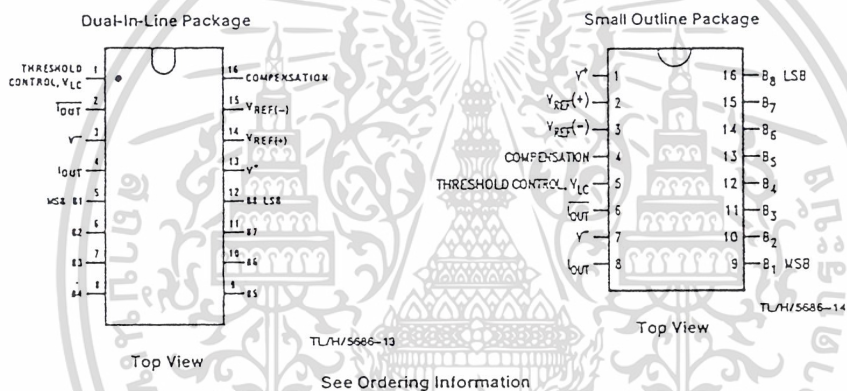 Dual-In-Line Package
THRESHOLD CONTROL, VLC 1
IOUT 2
V- 3
IOUT 4
MSB B1 5
B2 6
B3 7
B4 8
16 COMPENSATION
15 VREF(-)
14 VREF(+)
13 V+
12 B8 LSB
11 B7
10 B6
9 B5
Top View
TL/H/5686-13
Small Outline Package
V+ 1
VREF(+) 2
VREF(-) 3
COMPENSATION 4
THRESHOLD CONTROL, VLC 5
IOUT 6
V- 7
IOUT 8
16 B8 LSB
15 B7
14 B6
13 B5
12 B4
11 B3
10 B2
9 B1 MSB
TL/H/5686-14
Top View
See Ordering Information